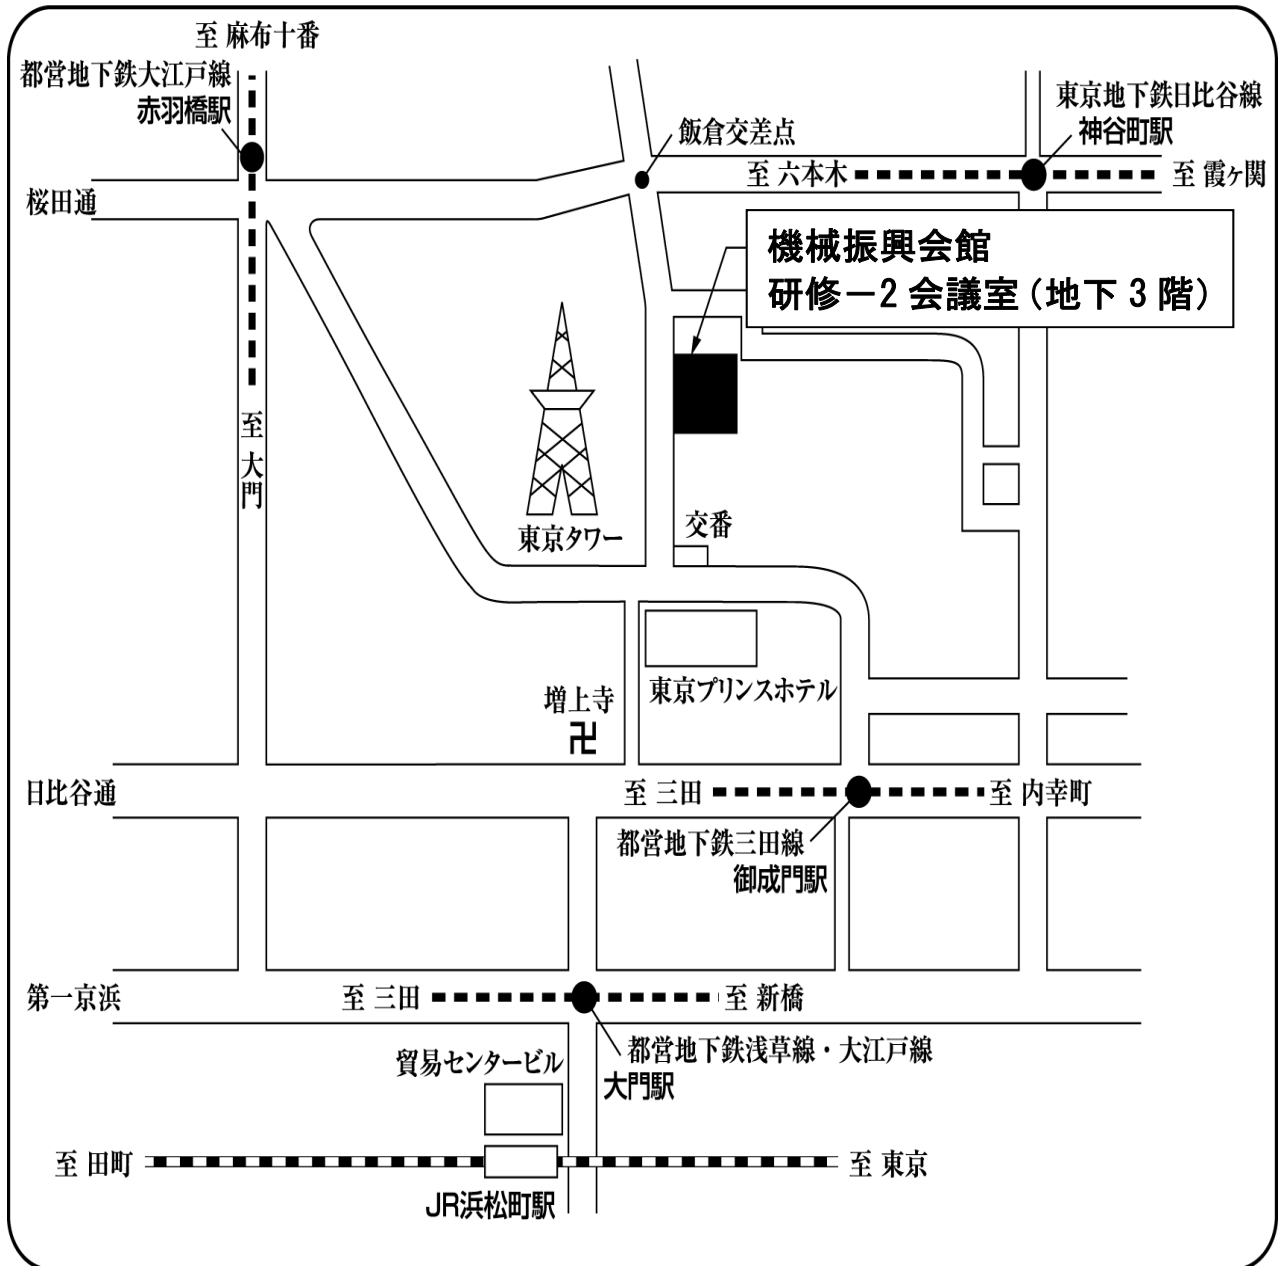 至 麻布十番
都営地下鉄大江戸線
赤羽橋駅
飯倉交差点
東京地下鉄日比谷線
神谷町駅
至 六本木
至 霞ヶ関
桜田通
機械振興会館
研修－2 会議室（地下 3 階）
至 大門
東京タワー
交番
東京プリンスホテル
増上寺
卍
日比谷通
至 三田
至 内幸町
都営地下鉄三田線
御成門駅
第一京浜
至 三田
至 新橋
都営地下鉄浅草線・大江戸線
大門駅
貿易センタービル
至 田町
至 東京
JR浜松町駅